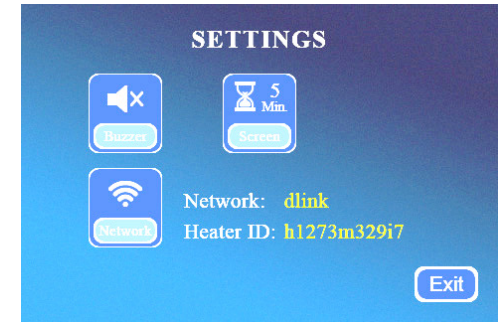 SETTINGS
5
Min.
Buzzer
Screen
Network
Network: dlink
Heater ID: h1273m329i7
Exit